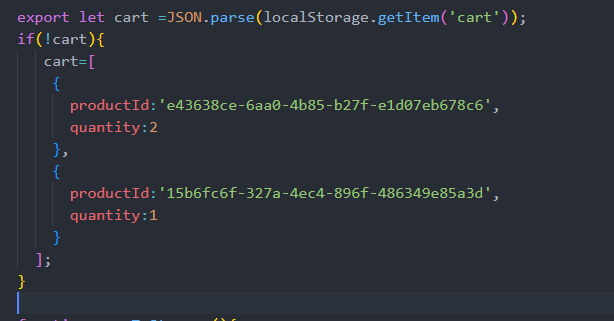 export let cart =JSON.parse(localStorage.getItem('cart'));
if(!cart){
cart=[
{
productId:'e43638ce-6aa0-4b85-b27f-e1d07eb678c6',
quantity:2
},
{
productId:'15b6fc6f-327a-4ec4-896f-486349e85a3d',
quantity:1
}
];
}